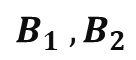 B₁ , B₂